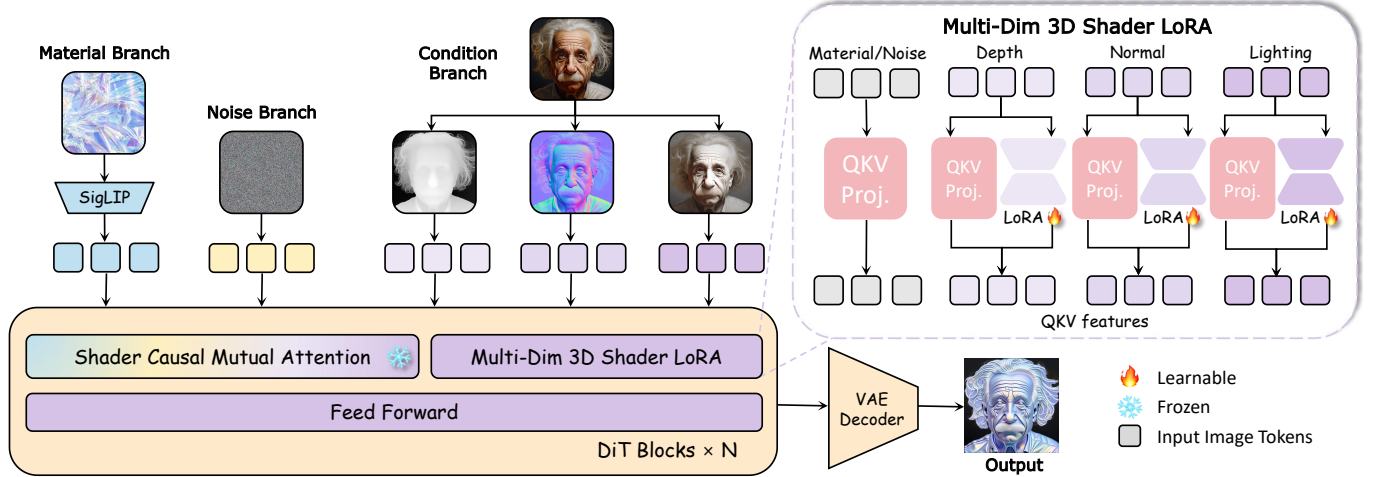 Material Branch
SigLIP
Noise Branch
Condition
Branch
Multi-Dim 3D Shader LoRA
Material/Noise
Depth
Normal
Lighting
QKV
Proj.
QKV
Proj.
LoRA
QKV
Proj.
LoRA
QKV
Proj.
LoRA
QKV features
Shader Causal Mutual Attention
Multi-Dim 3D Shader LoRA
Feed Forward
DiT Blocks × N
VAE
Decoder
Output
Learnable
Frozen
Input Image Tokens